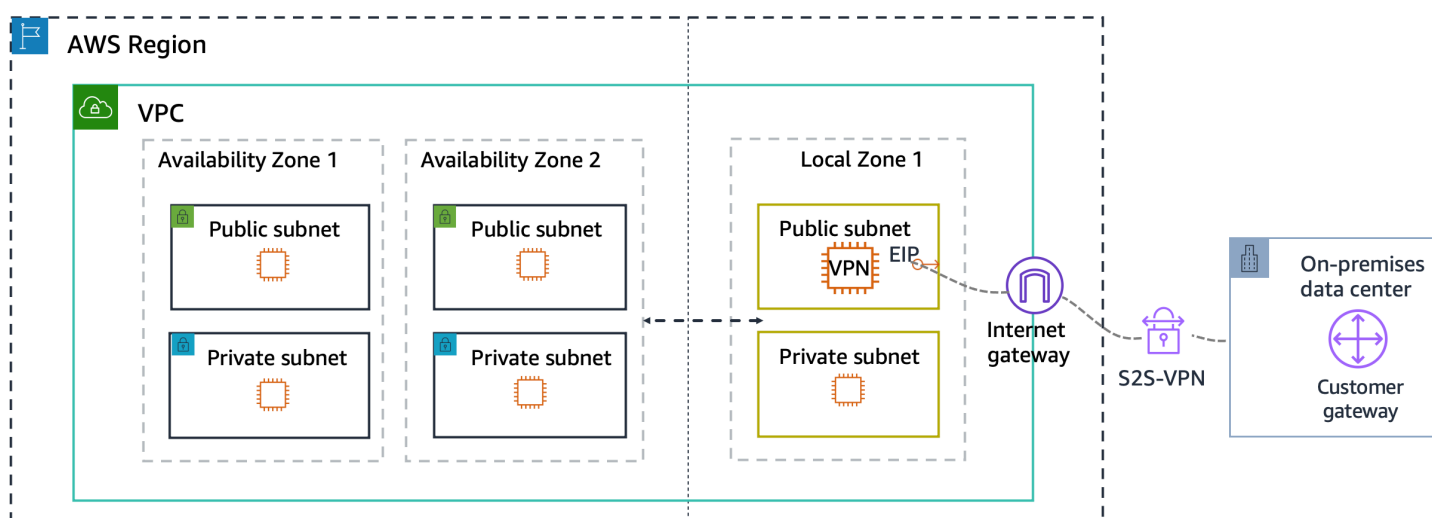 AWS Region
VPC
Availability Zone 1
Public subnet
Private subnet
Availability Zone 2
Public subnet
Private subnet
Local Zone 1
Public subnet
VPN
EIP
Private subnet
Internet
gateway
S2S-VPN
On-premises
data center
Customer
gateway